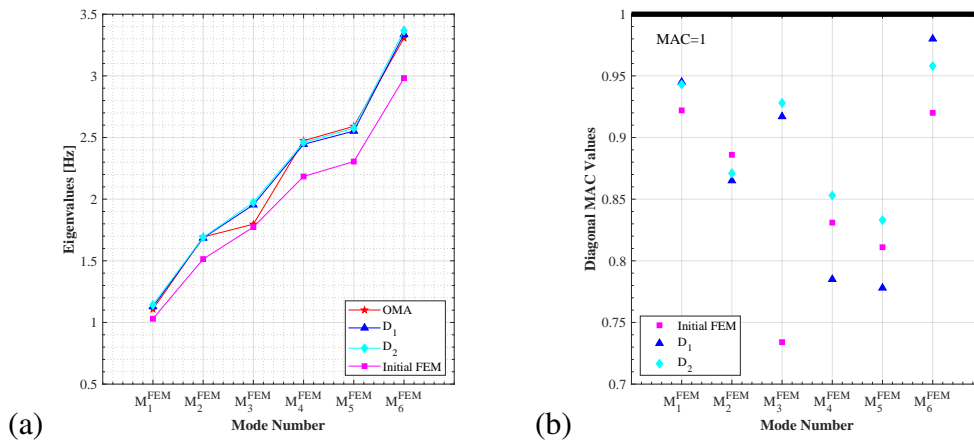 (a)
Eigenvalues [Hz]
3.5
3
2.5
2
1.5
1
0.5
OMA
D1
D2
Initial FEM
M1FEM M2FEM M3FEM M4FEM M5FEM M6FEM
Mode Number
(b)
Diagonal MAC Values
1
0.95
0.9
0.85
0.8
0.75
0.7
MAC=1
Initial FEM
D1
D2
M1FEM M2FEM M3FEM M4FEM M5FEM M6FEM
Mode Number